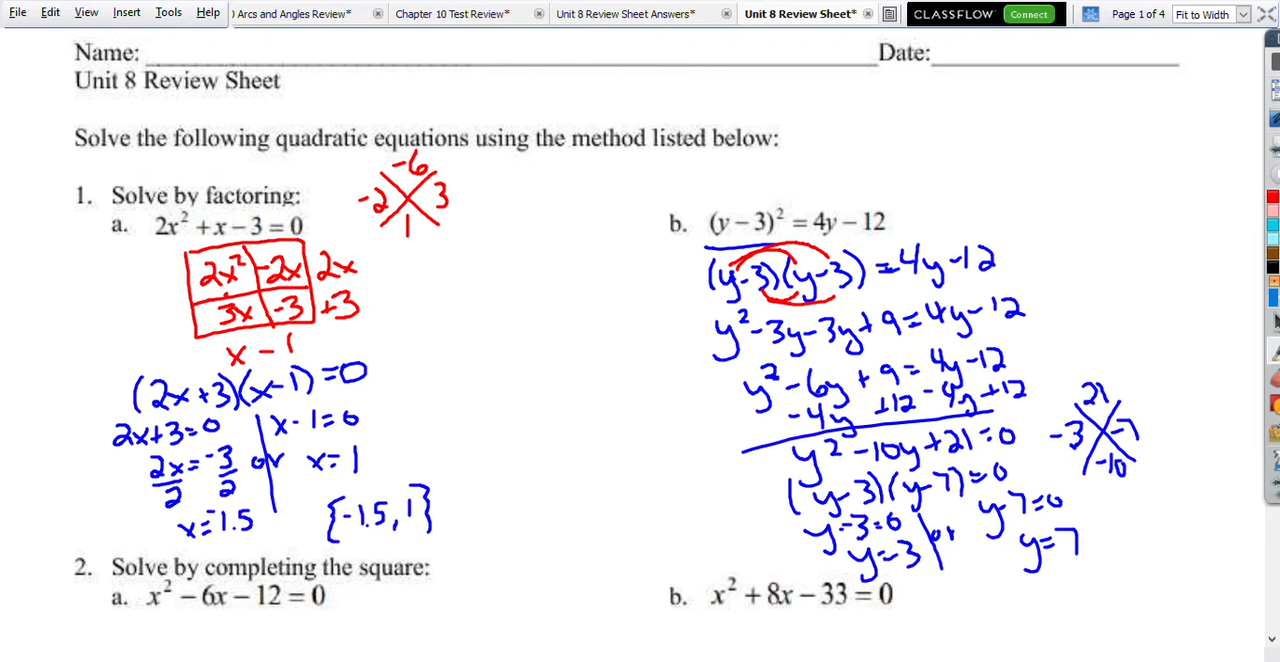 File Edit View Insert Tools Help ) Arcs and Angles Review* Chapter 10 Test Review* Unit 8 Review Sheet Answers* Unit 8 Review Sheet* CLASSFLOW Connect Page 1 of 4 Fit to Width
Name: Date:
Unit 8 Review Sheet
Solve the following quadratic equations using the method listed below:
1. Solve by factoring:
a. 2x² + x − 3 = 0
-6
-2 3
1
2x² -2x 2x
3x -3 +3
x -1
(2x+3)(x-1)=0
2x+3=0 x-1=0
2x=-3 or x=1
2 2
x=-1.5 {-1.5,1}
b. (y − 3)² = 4y − 12
(y-3)(y-3)=4y-12
y²-3y-3y+9=4y-12
y²-6y+9=4y-12
-4y +12 -4y+12
y²-10y+21=0
21
-3 -7
-10
(y-3)(y-7)=0
y-3=0 or y-7=0
y=3 y=7
2. Solve by completing the square:
a. x² − 6x − 12 = 0
b. x² + 8x − 33 = 0